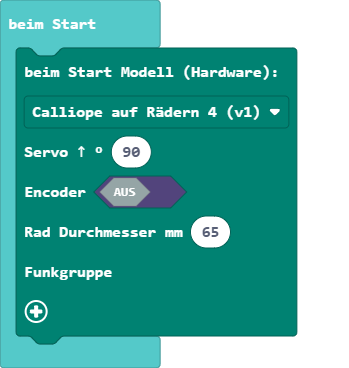 beim Start
beim Start Modell (Hardware):
Calliope auf Rädern 4 (v1)
Servo ↑ º 90
Encoder AUS
Rad Durchmesser mm 65
Funkgruppe